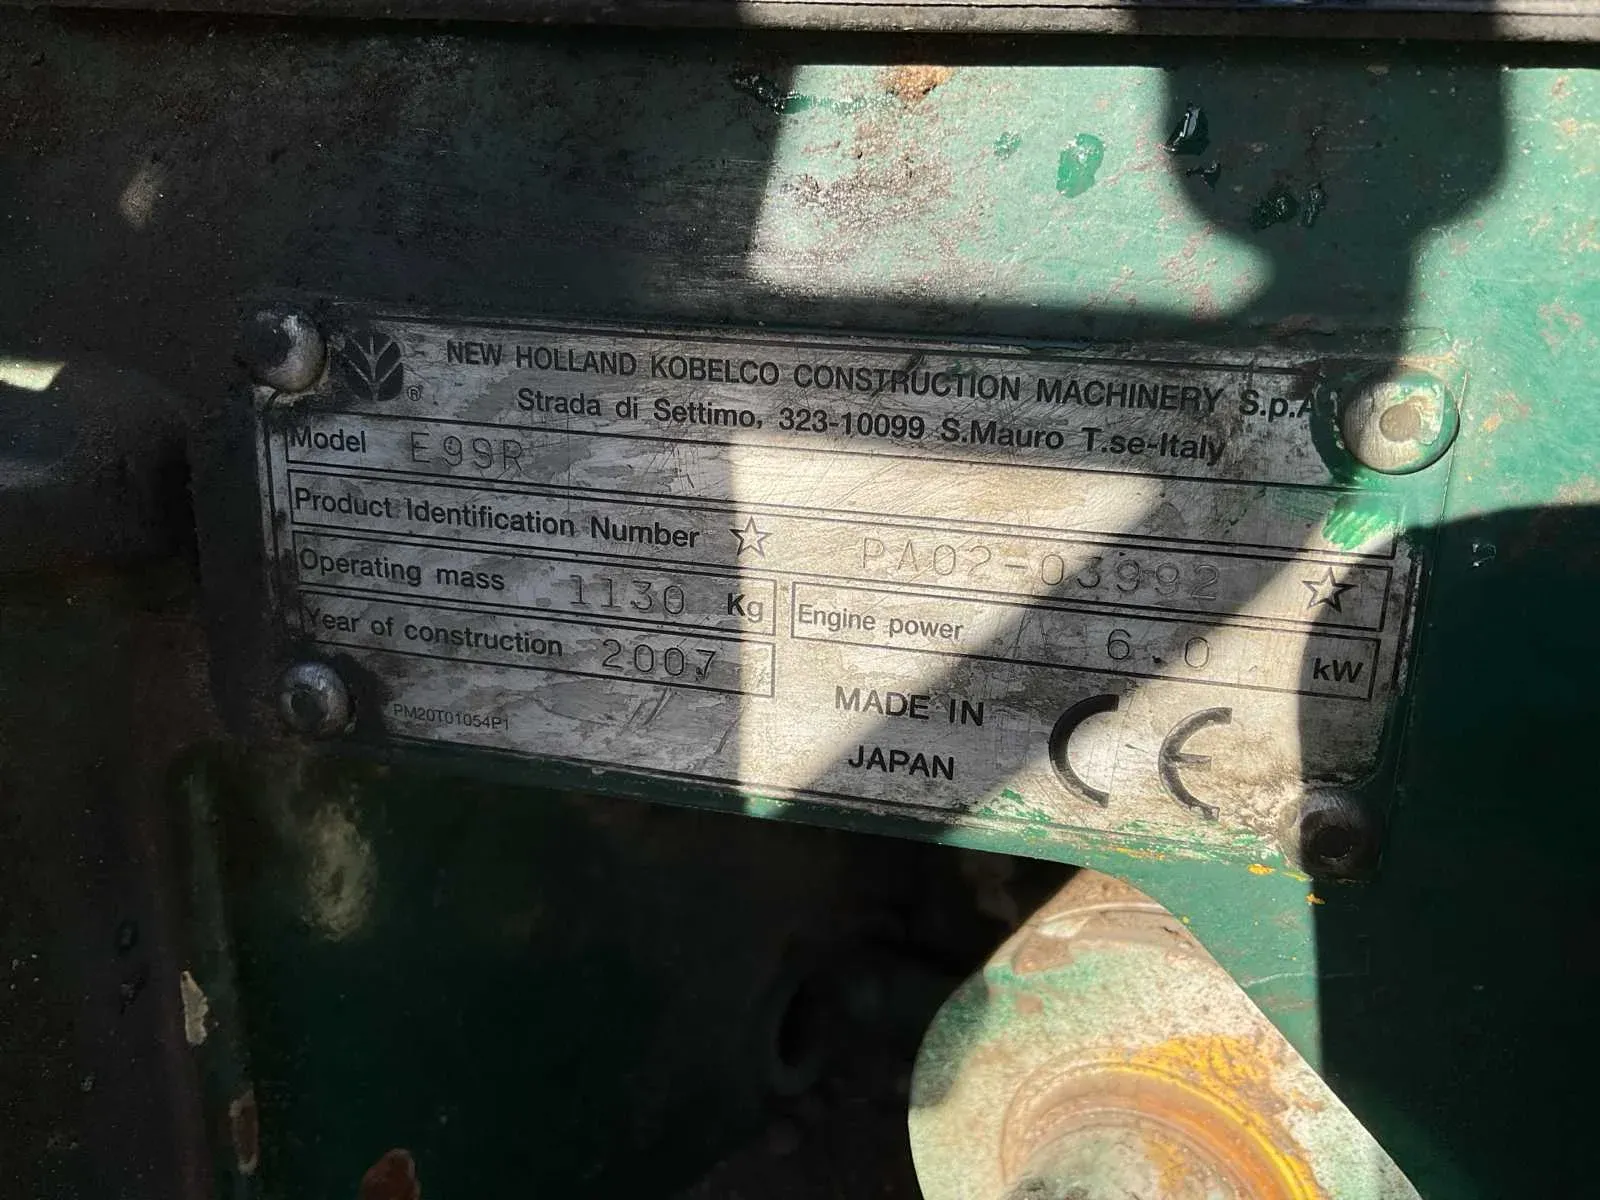 NEW HOLLAND KOBELCO CONSTRUCTION MACHINERY S.p.A
Strada di Settimo, 323-10099 S.Mauro T.se-Italy
Model E99R
Product Identification Number ☆ PA02-03992 ☆
Operating mass 1130 Kg Engine power 6.0 kW
Year of construction 2007
PM20T01054P1
MADE IN
JAPAN
CE